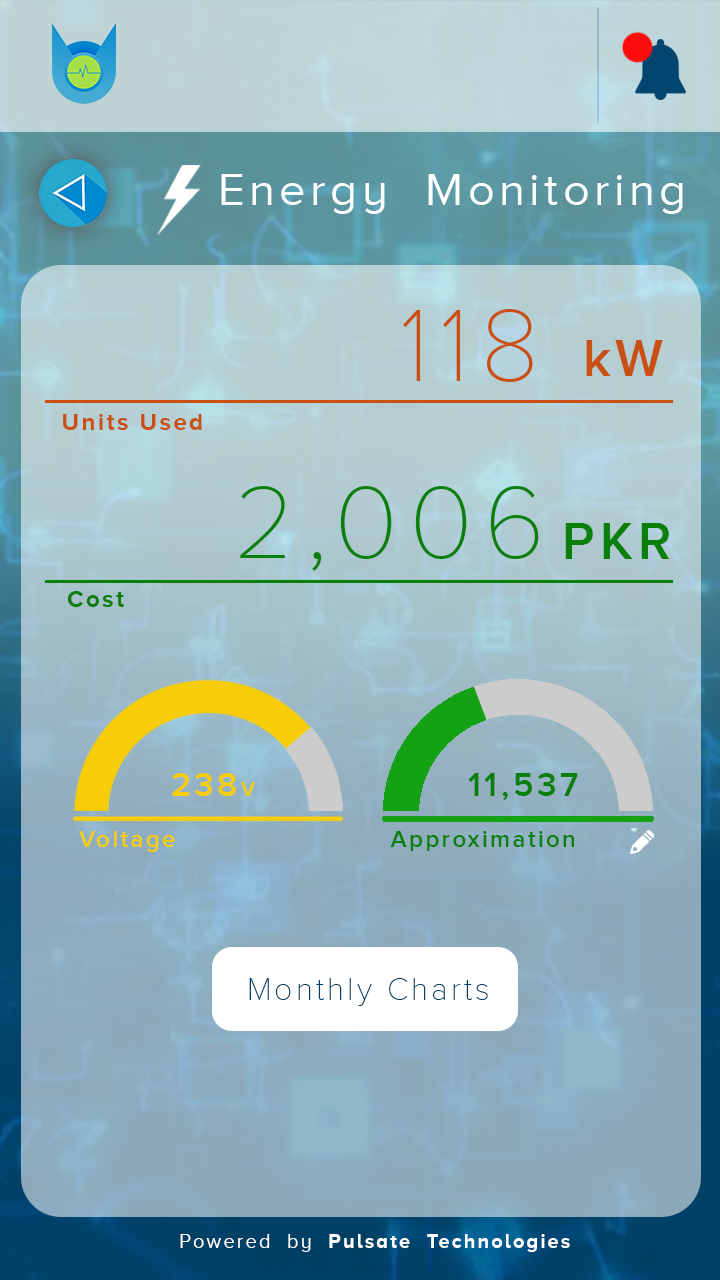 Energy Monitoring
118 kW
Units Used
2,006 PKR
Cost
238v 11,537
Voltage Approximation
Monthly Charts
Powered by Pulsate Technologies